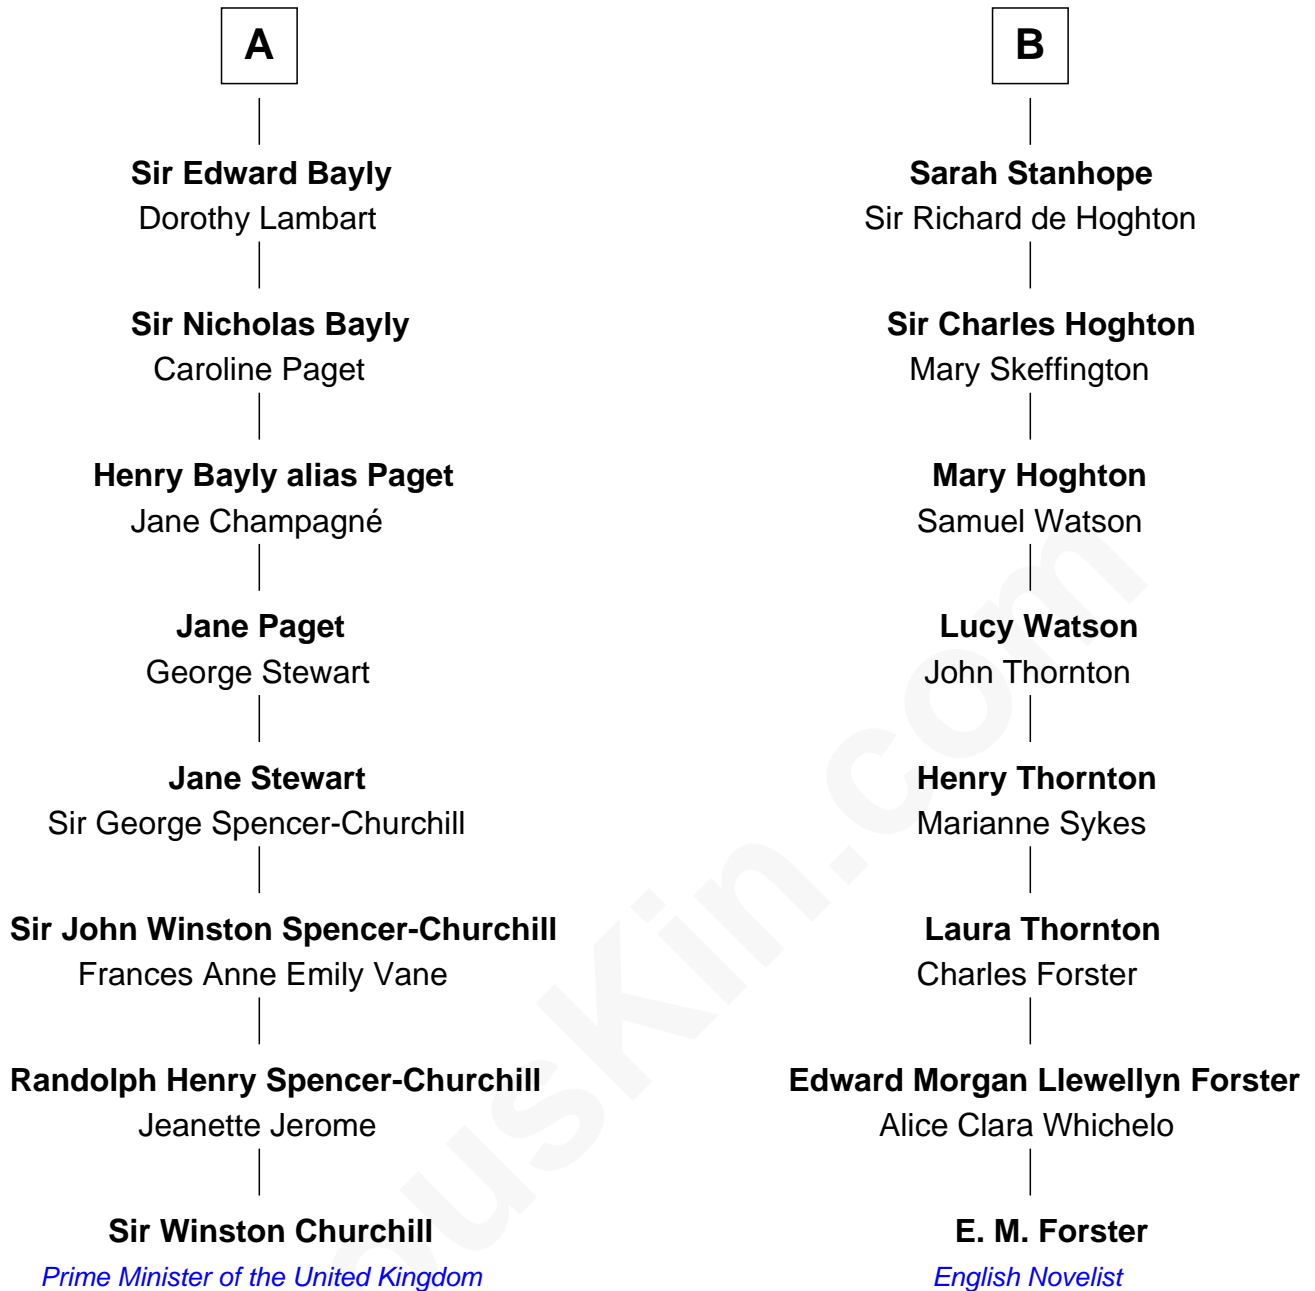 A
Sir Edward Bayly
Dorothy Lambart
Sir Nicholas Bayly
Caroline Paget
Henry Bayly alias Paget
Jane Champagné
Jane Paget
George Stewart
Jane Stewart
Sir George Spencer-Churchill
Sir John Winston Spencer-Churchill
Frances Anne Emily Vane
Randolph Henry Spencer-Churchill
Jeanette Jerome
Sir Winston Churchill
Prime Minister of the United Kingdom
B
Sarah Stanhope
Sir Richard de Hoghton
Sir Charles Hoghton
Mary Skeffington
Mary Hoghton
Samuel Watson
Lucy Watson
John Thornton
Henry Thornton
Marianne Sykes
Laura Thornton
Charles Forster
Edward Morgan Llewellyn Forster
Alice Clara Whichelo
E. M. Forster
English Novelist
ousKin.com